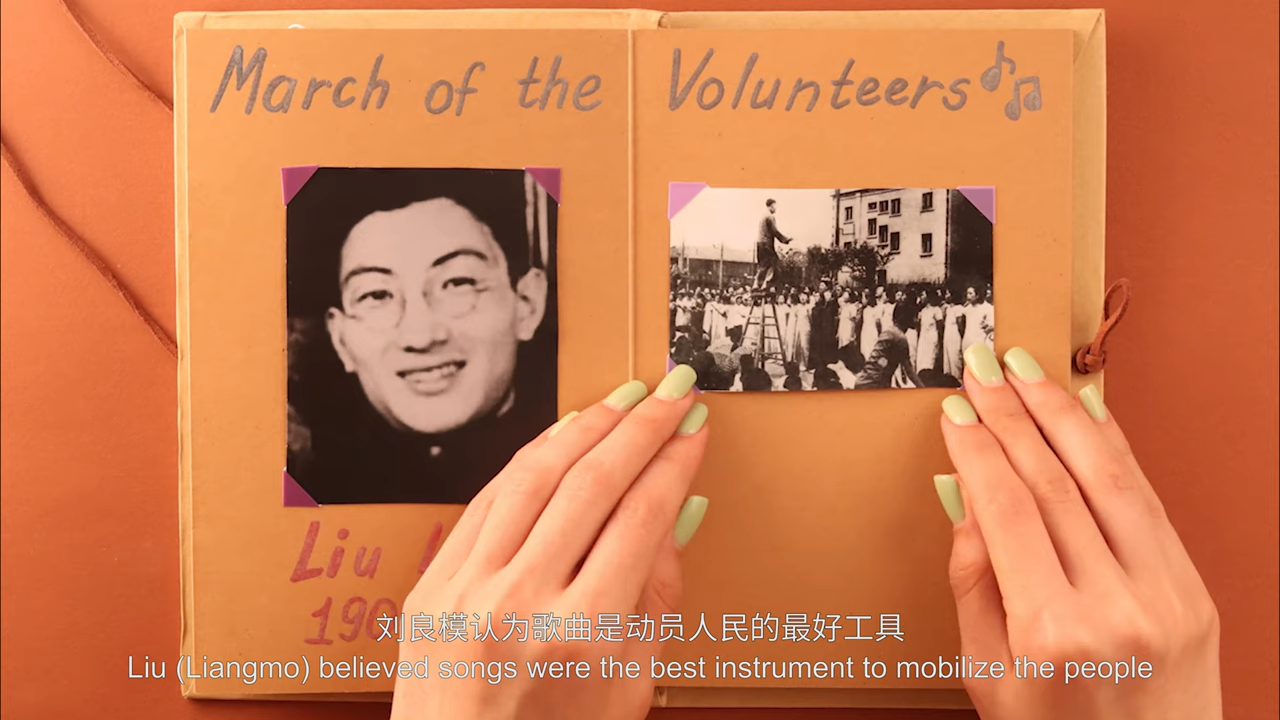 March of the Volunteers
Liu
刘良模认为歌曲是动员人民的最好工具
Liu (Liangmo) believed songs were the best instrument to mobilize the people